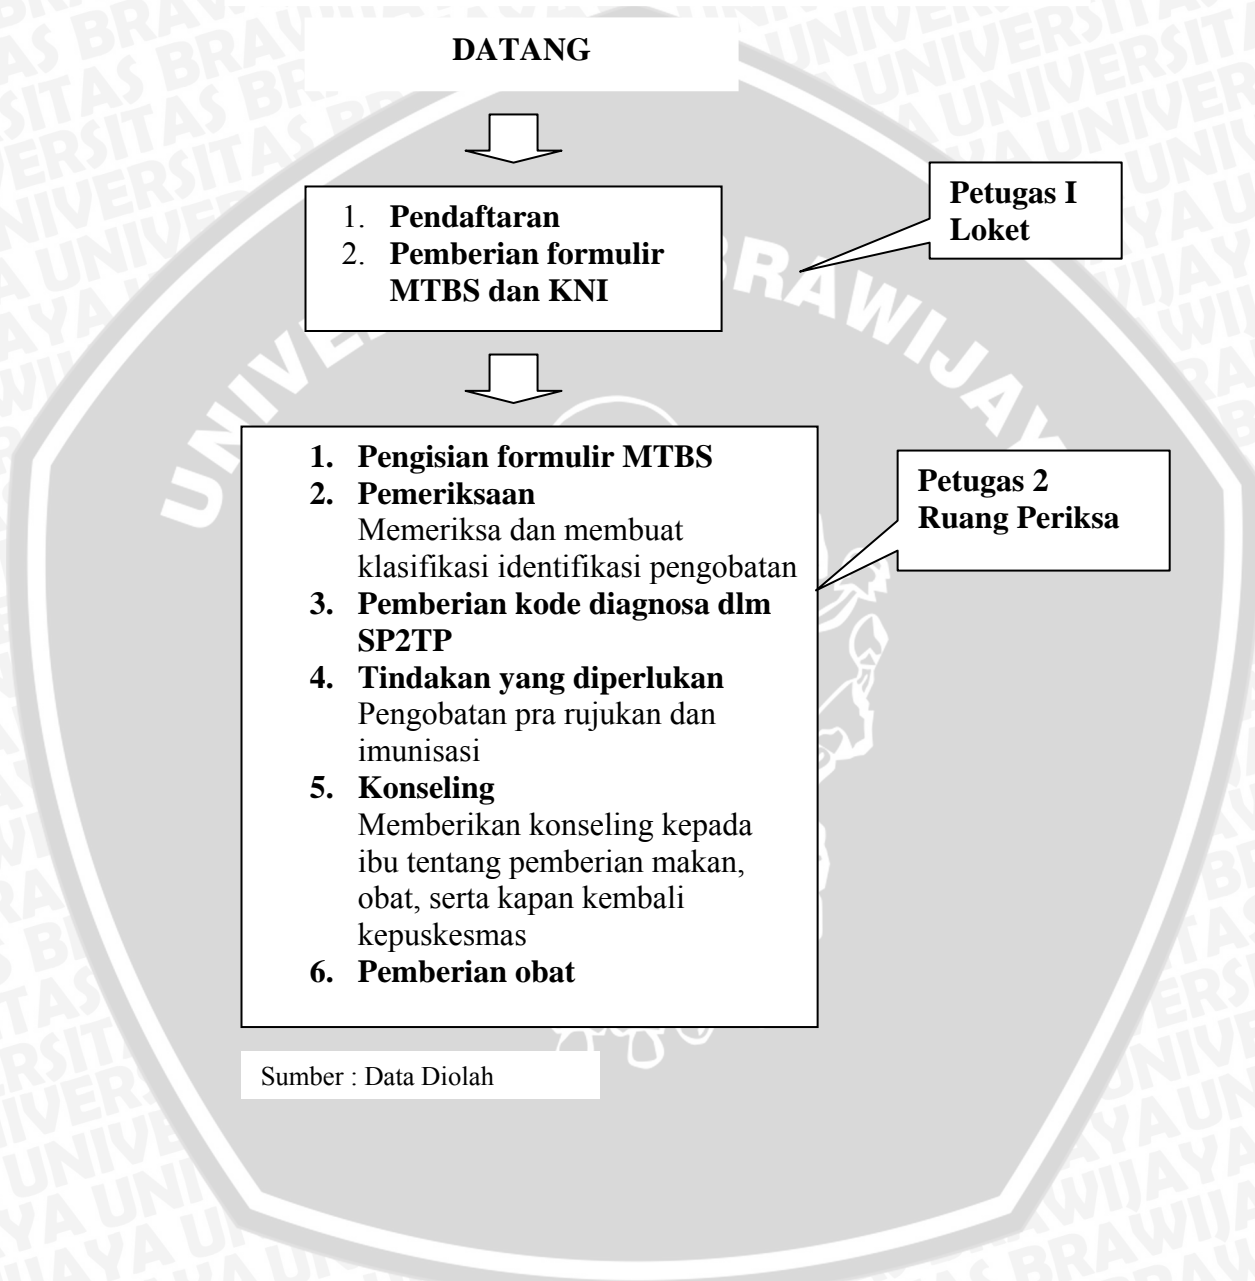 DATANG
1. Pendaftaran
2. Pemberian formulir
MTBS dan KNI
Petugas I
Loket
1. Pengisian formulir MTBS
2. Pemeriksaan
Memeriksa dan membuat
klasifikasi identifikasi pengobatan
3. Pemberian kode diagnosa dlm
SP2TP
4. Tindakan yang diperlukan
Pengobatan pra rujukan dan
imunisasi
5. Konseling
Memberikan konseling kepada
ibu tentang pemberian makan,
obat, serta kapan kembali
kepuskesmas
6. Pemberian obat
Petugas 2
Ruang Periksa
Sumber : Data Diolah